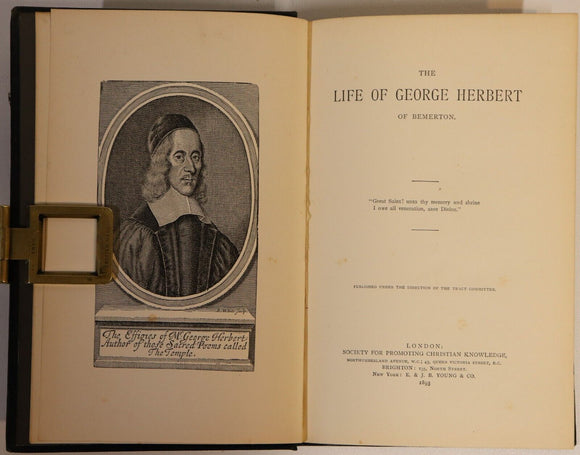 The Effigies of Mr. George Herbert
Author of those Sacred Poems called
The Temple.
THE
LIFE OF GEORGE HERBERT
OF BEMERTON.
"Great Saint! unto thy memory and shrine
I owe all veneration, save Divine."
PUBLISHED UNDER THE DIRECTION OF THE TRACT COMMITTEE.
LONDON:
SOCIETY FOR PROMOTING CHRISTIAN KNOWLEDGE,
NORTHUMBERLAND AVENUE, W.C.; 43, QUEEN VICTORIA STREET, E.C.
BRIGHTON: 135, NORTH STREET.
NEW YORK: E. & J. B. YOUNG & CO.
1893